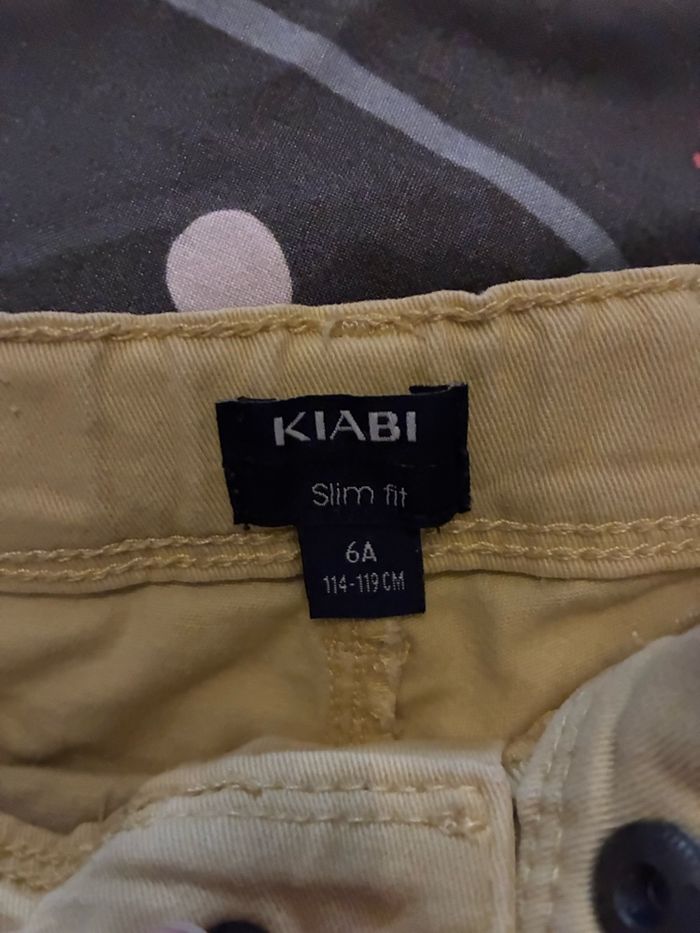 KIABI
Slim fit
6A
114-119CM